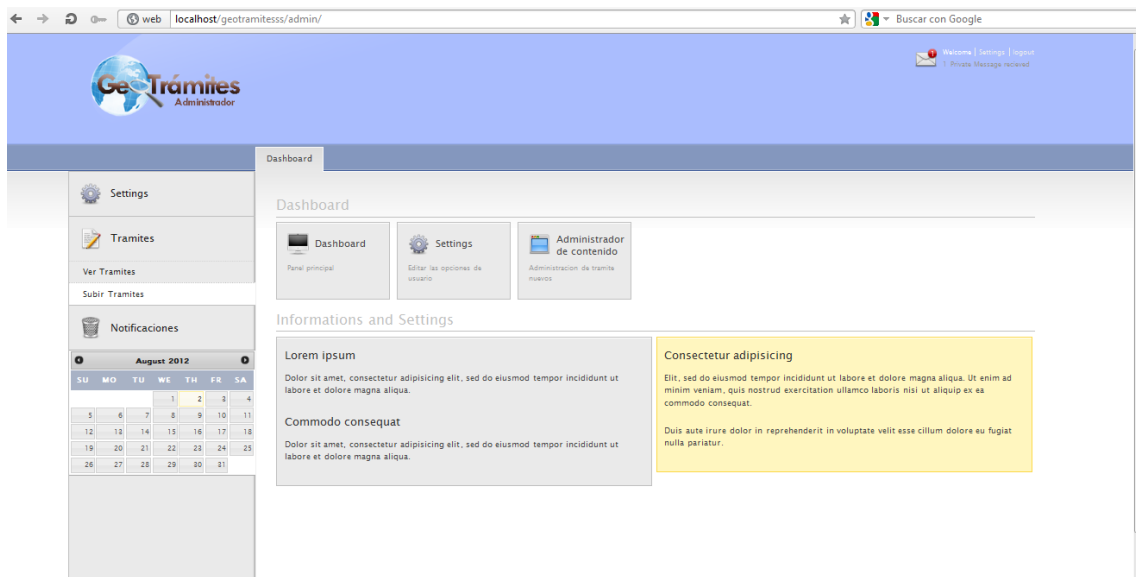 web localhost/geotramitesss/admin/
Buscar con Google
GeoTrámites
Administrador
1
Welcome | Settings | logout
1 Private Message recieved
Dashboard
Settings
Tramites
Ver Tramites
Subir Tramites
Notificaciones
August 2012
SU MO TU WE TH FR SA
1 2 3 4
5 6 7 8 9 10 11
12 13 14 15 16 17 18
19 20 21 22 23 24 25
26 27 28 29 30 31
Dashboard
Dashboard
Panel principal
Settings
Editar las opciones de
usuario
Administrador
de contenido
Administracion de tramite
nuevos
Informations and Settings
Lorem ipsum
Dolor sit amet, consectetur adipisicing elit, sed do eiusmod tempor incididunt ut
labore et dolore magna aliqua.
Commodo consequat
Dolor sit amet, consectetur adipisicing elit, sed do eiusmod tempor incididunt ut
labore et dolore magna aliqua.
Consectetur adipisicing
Elit, sed do eiusmod tempor incididunt ut labore et dolore magna aliqua. Ut enim ad
minim veniam, quis nostrud exercitation ullamco laboris nisi ut aliquip ex ea
commodo consequat.
Duis aute irure dolor in reprehenderit in voluptate velit esse cillum dolore eu fugiat
nulla pariatur.